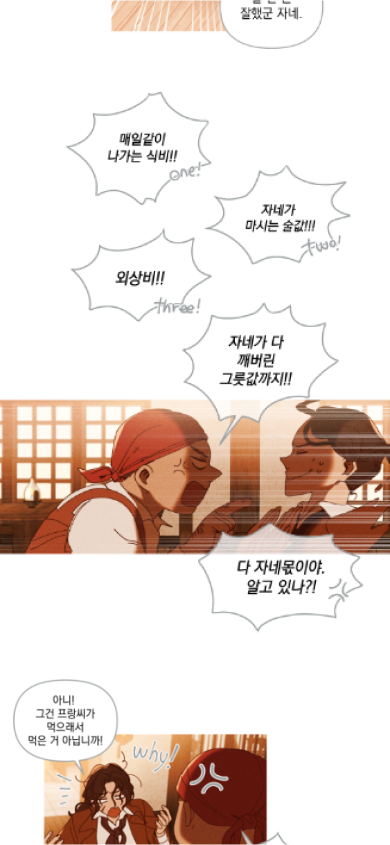 잘했군 자네.
매일같이
나가는 식비!!
one!
자네가
마시는 술값!!!
two!
외상비!!
three!
자네가 다
깨버린
그릇값까지!!
다 자네몫이야.
알고 있나?!
아니!
그건 프랑씨가
먹으래서
먹은 거 아닙니까!
why!